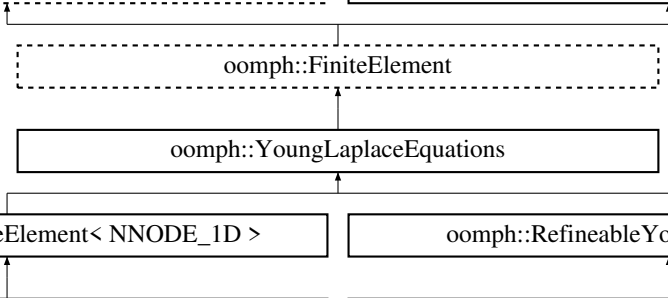 oomph::FiniteElement
oomph::YoungLaplaceEquations
eElement< NNODE_1D >
oomph::RefineableYo